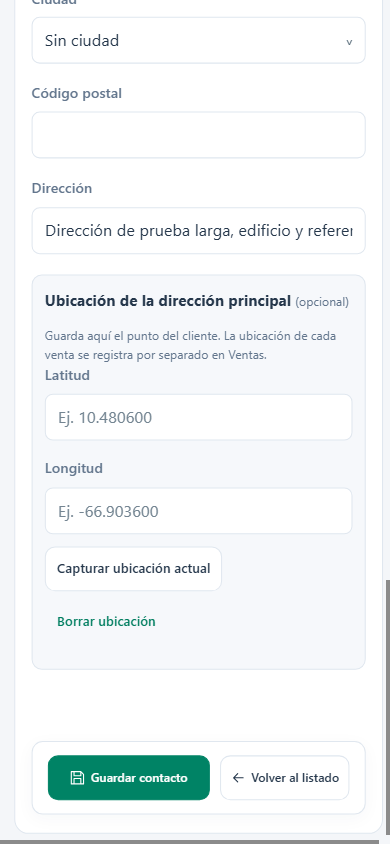 Ciudad
Sin ciudad
Código postal
Dirección
Dirección de prueba larga, edificio y referer
Ubicación de la dirección principal (opcional)
Guarda aquí el punto del cliente. La ubicación de cada
venta se registra por separado en Ventas.
Latitud
Ej. 10.480600
Longitud
Ej. -66.903600
Capturar ubicación actual
Borrar ubicación
Guardar contacto
← Volver al listado